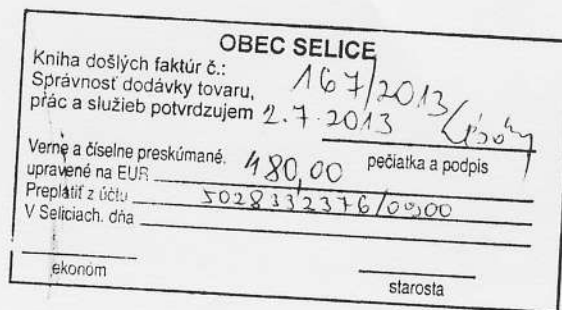 OBEC SELICE
Kniha došlých faktúr č.: 167/2013
Správnosť dodávky tovaru,
prác a služieb potvrdzujem 2.7.2013
pečiatka a podpis
Verne a číselne preskúmané.
upravené na EUR 480,00
Preplatiť z účtu 5028332376/0000
V Seliciach. dňa
ekonóm
starosta